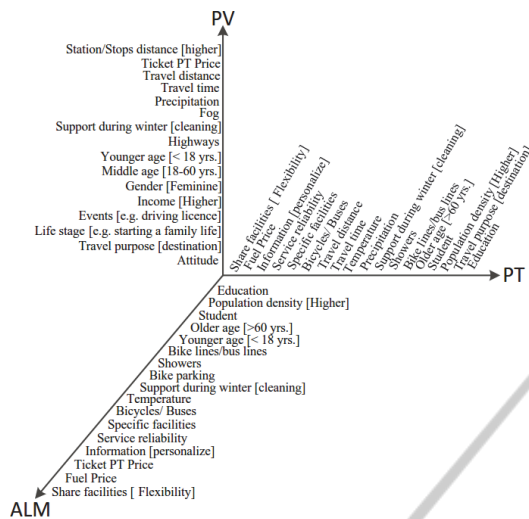 PV
Station/Stops distance [higher]
Ticket PT Price
Travel distance
Travel time
Precipitation
Fog
Support during winter [cleaning]
Highways
Younger age [< 18 yrs.]
Middle age [18-60 yrs.]
Gender [Feminine]
Income [Higher]
Events [e.g. driving licence]
Life stage [e.g. starting a family life]
Travel purpose [destination]
Attitude
Share facilities [ Flexibility]
Fuel Price
Information [personalize]
Service reliability
Specific facilities
Bicycles/ Buses
Travel distance
Travel time
Temperature
Precipitation
Support during winter [cleaning]
Showers
Bike lines/bus lines
Older age [>60 yrs.]
Student
Population density [Higher]
Travel purpose [destination]
Education
PT
Education
Population density [Higher]
Student
Older age [>60 yrs.]
Younger age [< 18 yrs.]
Bike lines/bus lines
Showers
Bike parking
Support during winter [cleaning]
Temperature
Bicycles/ Buses
Specific facilities
Service reliability
Information [personalize]
Ticket PT Price
Fuel Price
Share facilities [ Flexibility]
ALM